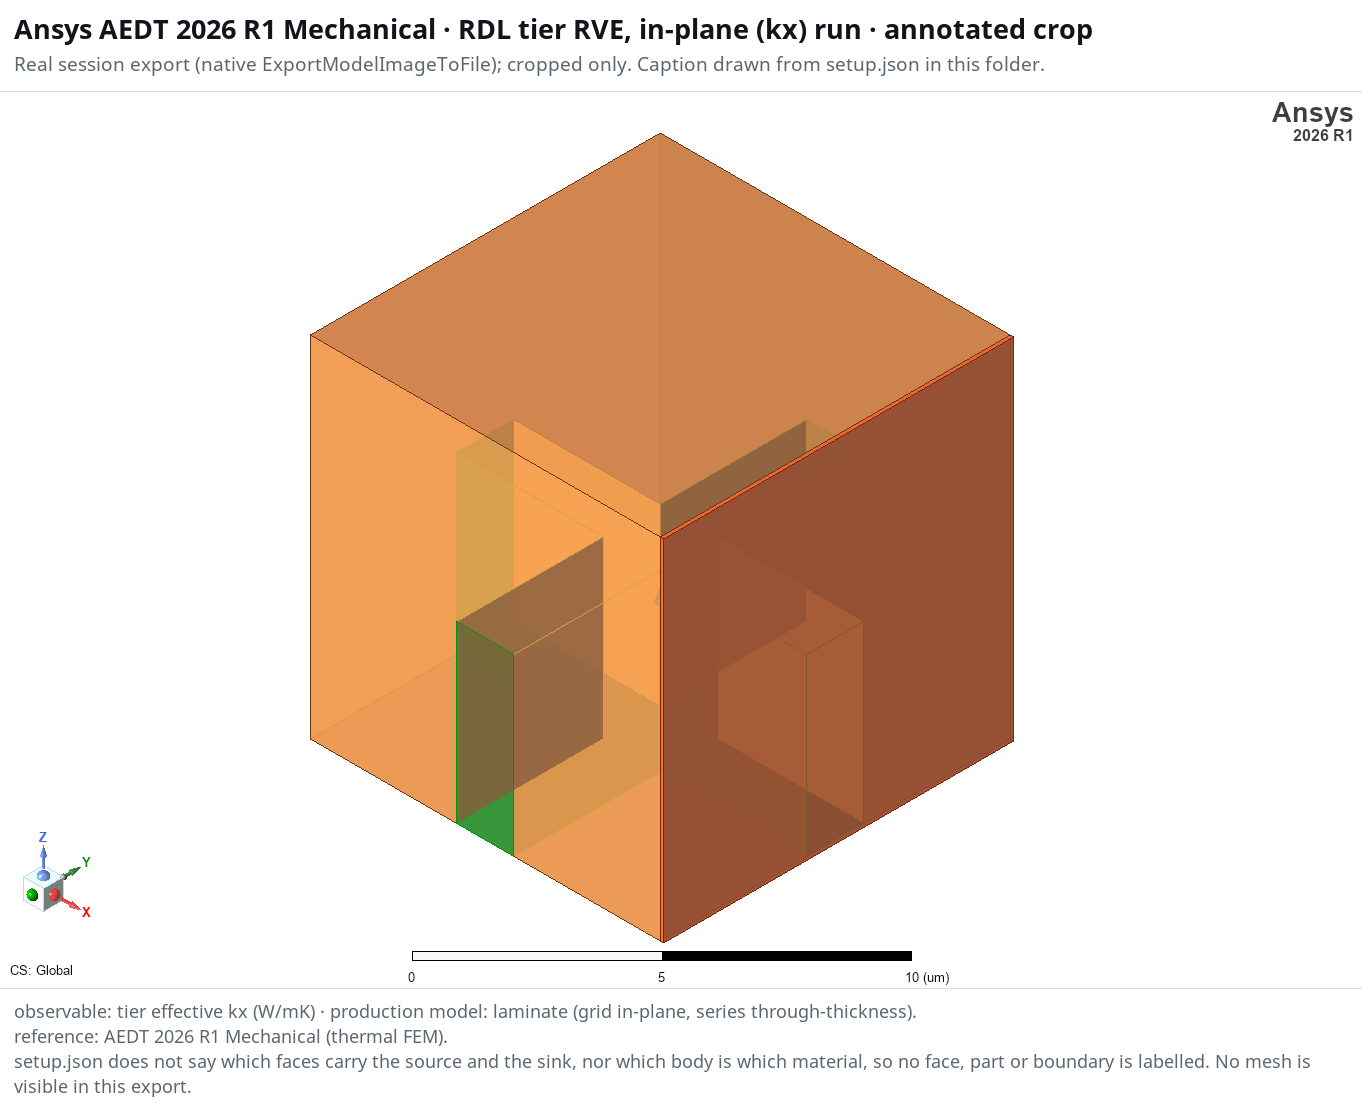 Ansys AEDT 2026 R1 Mechanical · RDL tier RVE, in-plane (kx) run · annotated crop
Real session export (native ExportModelImageToFile); cropped only. Caption drawn from setup.json in this folder.
Ansys
2026 R1
Z
Y
X
CS: Global
0 5 10 (um)
observable: tier effective kx (W/mK) · production model: laminate (grid in-plane, series through-thickness).
reference: AEDT 2026 R1 Mechanical (thermal FEM).
setup.json does not say which faces carry the source and the sink, nor which body is which material, so no face, part or boundary is labelled. No mesh is
visible in this export.